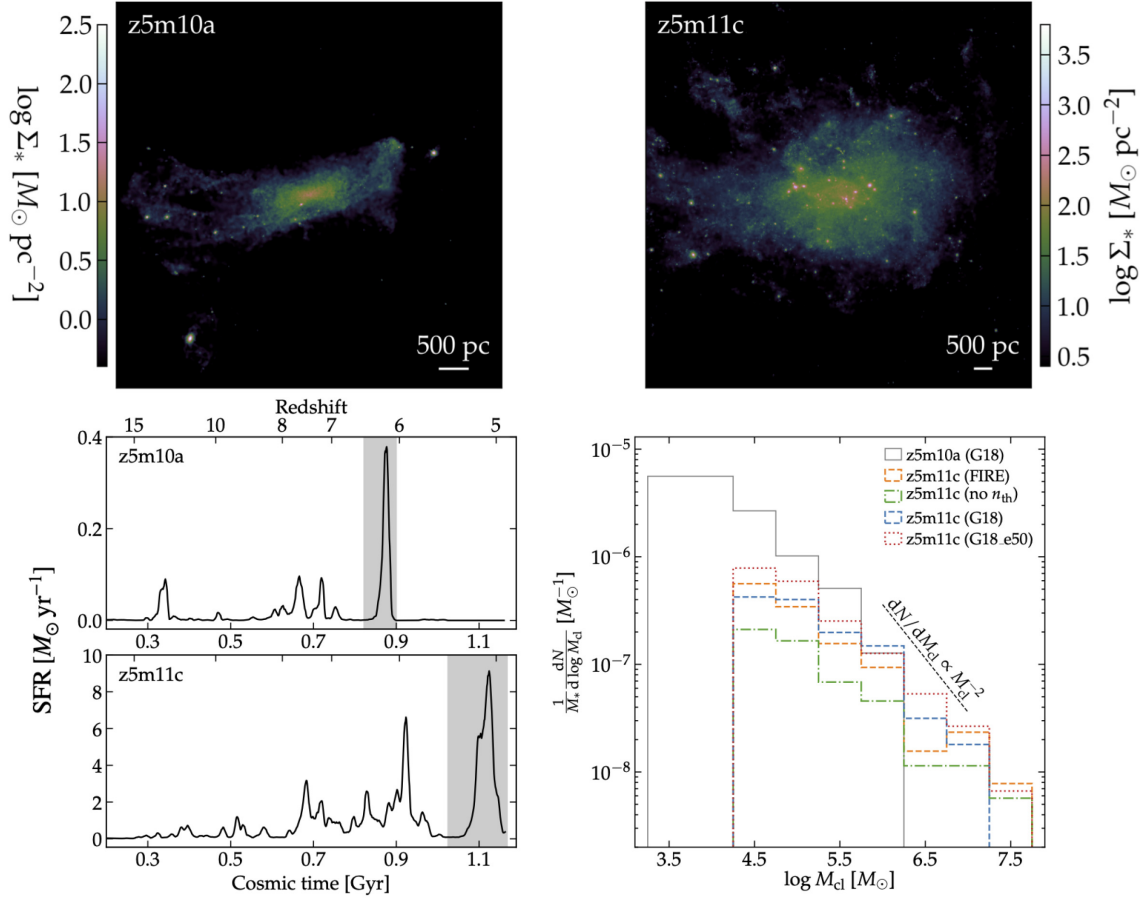 z5m10a
2.5
2.0
1.5
1.0
0.5
0.0
log Σ* [M⊙ pc⁻²]
500 pc
z5m11c
3.5
3.0
2.5
2.0
1.5
1.0
0.5
log Σ* [M⊙ pc⁻²]
500 pc
Redshift
15 10 8 7 6 5
z5m10a
0.4
0.2
0.0
0.3 0.5 0.7 0.9 1.1
SFR [M⊙ yr⁻¹]
z5m11c
10
8
6
4
2
0
0.3 0.5 0.7 0.9 1.1
Cosmic time [Gyr]
10⁻⁵
10⁻⁶
10⁻⁷
10⁻⁸
1/M* dN/d log Mcl [M⊙⁻¹]
z5m10a (G18)
z5m11c (FIRE)
z5m11c (no nth)
z5m11c (G18)
z5m11c (G18_e50)
dN/dMcl ∝ Mcl⁻²
3.5 4.5 5.5 6.5 7.5
log Mcl [M⊙]